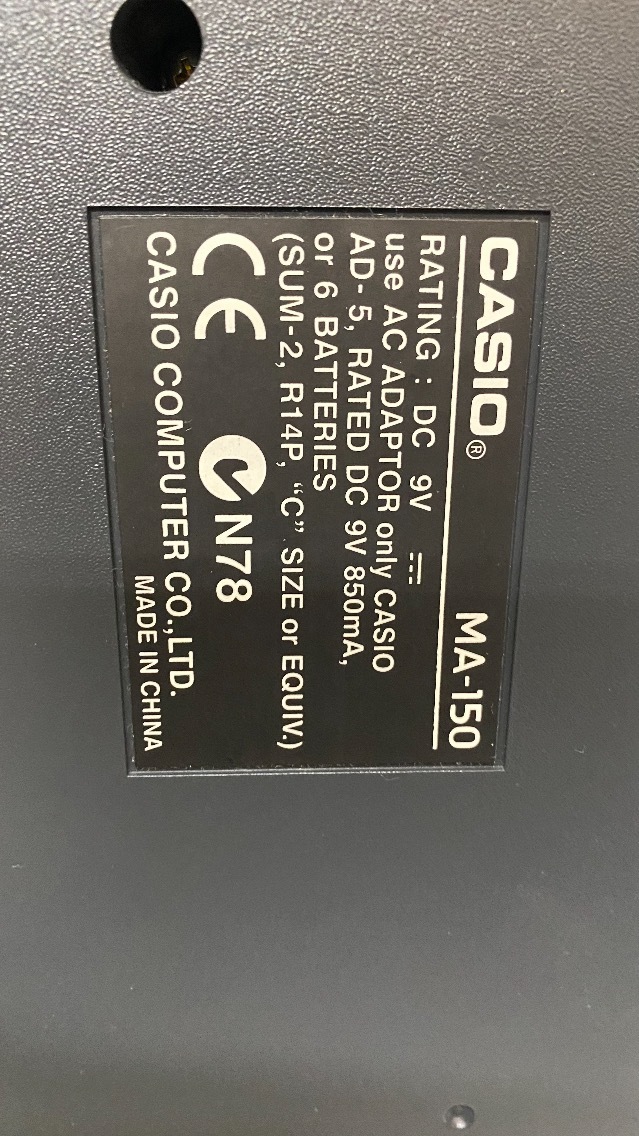 CASIO® MA-150
RATING : DC 9V ⎓
use AC ADAPTOR only CASIO
AD-5, RATED DC 9V 850mA,
or 6 BATTERIES
(SUM-2, R14P, “C” SIZE or EQUIV.)
CE N78
CASIO COMPUTER CO.,LTD.
MADE IN CHINA